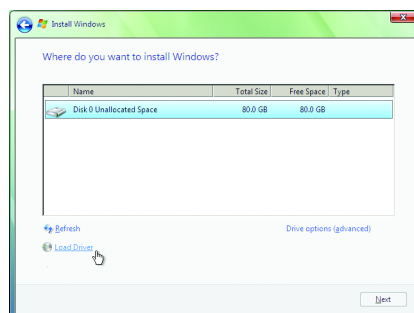 Install Windows
Where do you want to install Windows?
Name Total Size Free Space Type
Disk 0 Unallocated Space 80.0 GB 80.0 GB
Refresh Drive options (advanced)
Load Driver
Next